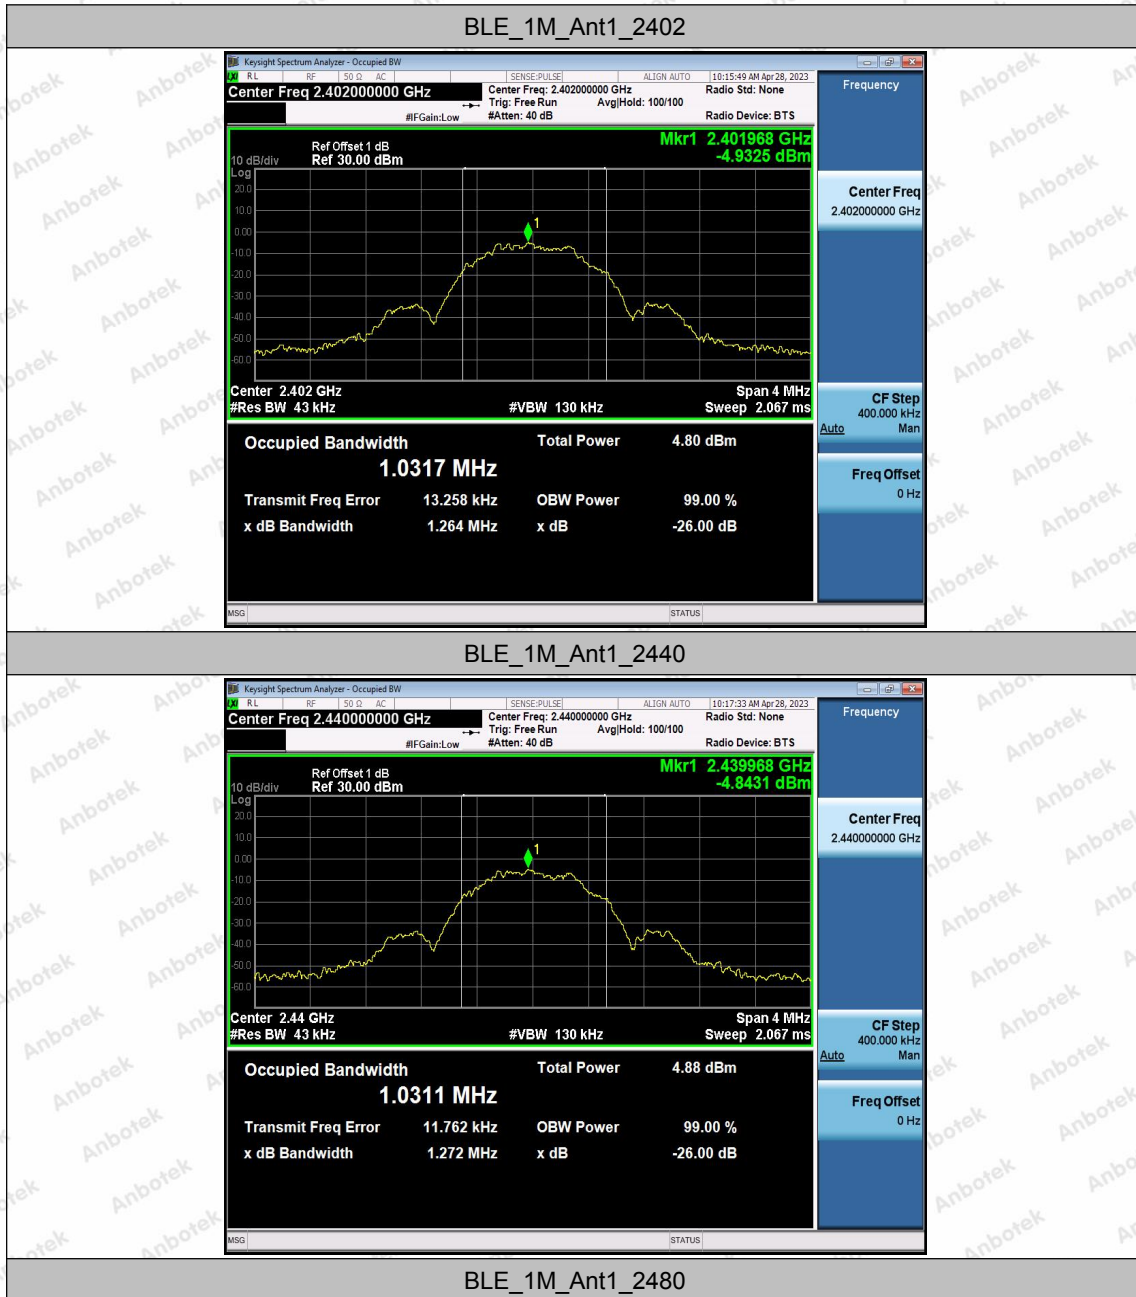 BLE_1M_Ant1_2402
Keysight Spectrum Analyzer - Occupied BW
RL RF 50 Ω AC SENSE:PULSE ALIGN AUTO 10:15:49 AM Apr 28, 2023
Center Freq 2.402000000 GHz
Center Freq: 2.402000000 GHz
Radio Std: None
Trig: Free Run Avg|Hold: 100/100
#IFGain:Low #Atten: 40 dB Radio Device: BTS
Frequency
Mkr1 2.401968 GHz
-4.9325 dBm
Ref Offset 1 dB
10 dB/div Ref 30.00 dBm
Log
20.0
10.0
0.00
-10.0
-20.0
-30.0
-40.0
-50.0
-60.0
1
Center 2.402 GHz Span 4 MHz
#Res BW 43 kHz #VBW 130 kHz Sweep 2.067 ms
Occupied Bandwidth Total Power 4.80 dBm
1.0317 MHz
Transmit Freq Error 13.258 kHz OBW Power 99.00 %
x dB Bandwidth 1.264 MHz x dB -26.00 dB
Center Freq
2.402000000 GHz
CF Step
400.000 kHz
Auto Man
Freq Offset
0 Hz
MSG STATUS
BLE_1M_Ant1_2440
Keysight Spectrum Analyzer - Occupied BW
RL RF 50 Ω AC SENSE:PULSE ALIGN AUTO 10:17:33 AM Apr 28, 2023
Center Freq 2.440000000 GHz
Center Freq: 2.440000000 GHz
Radio Std: None
Trig: Free Run Avg|Hold: 100/100
#IFGain:Low #Atten: 40 dB Radio Device: BTS
Frequency
Mkr1 2.439968 GHz
-4.8431 dBm
Ref Offset 1 dB
10 dB/div Ref 30.00 dBm
Log
20.0
10.0
0.00
-10.0
-20.0
-30.0
-40.0
-50.0
-60.0
1
Center 2.44 GHz Span 4 MHz
#Res BW 43 kHz #VBW 130 kHz Sweep 2.067 ms
Occupied Bandwidth Total Power 4.88 dBm
1.0311 MHz
Transmit Freq Error 11.762 kHz OBW Power 99.00 %
x dB Bandwidth 1.272 MHz x dB -26.00 dB
Center Freq
2.440000000 GHz
CF Step
400.000 kHz
Auto Man
Freq Offset
0 Hz
MSG STATUS
BLE_1M_Ant1_2480
Anbotek